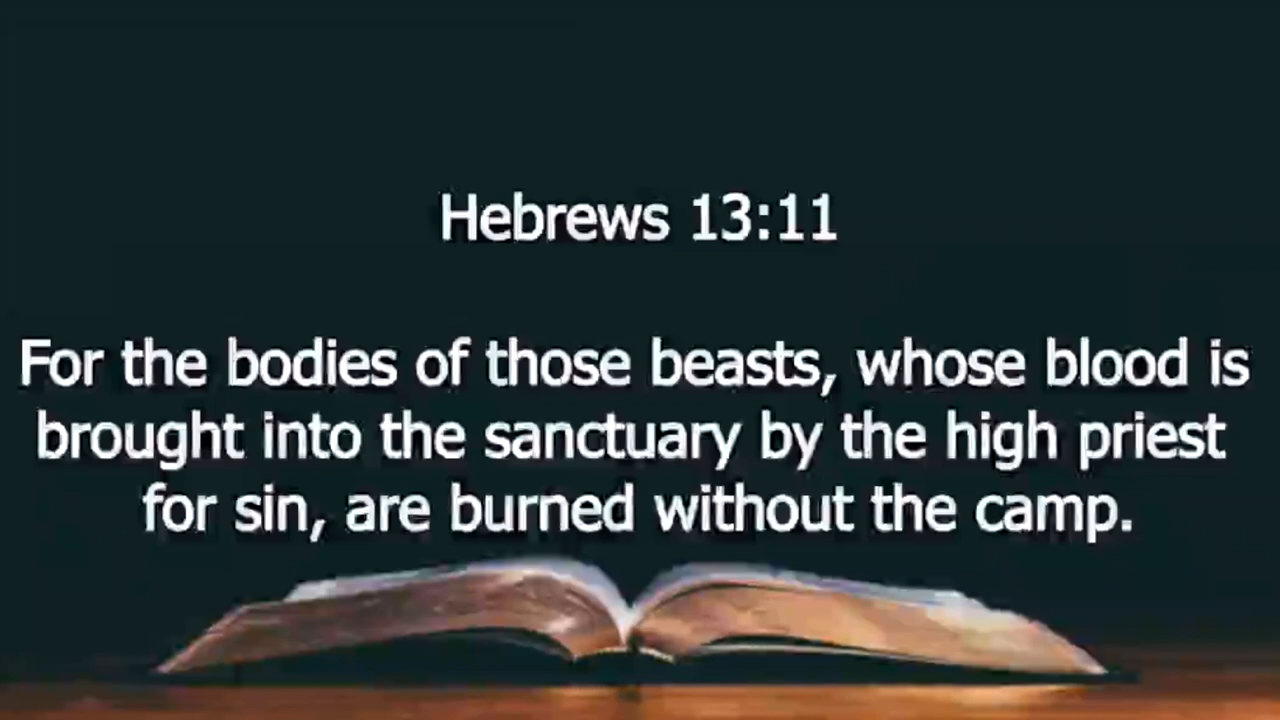 Hebrews 13:11
For the bodies of those beasts, whose blood is
brought into the sanctuary by the high priest
for sin, are burned without the camp.